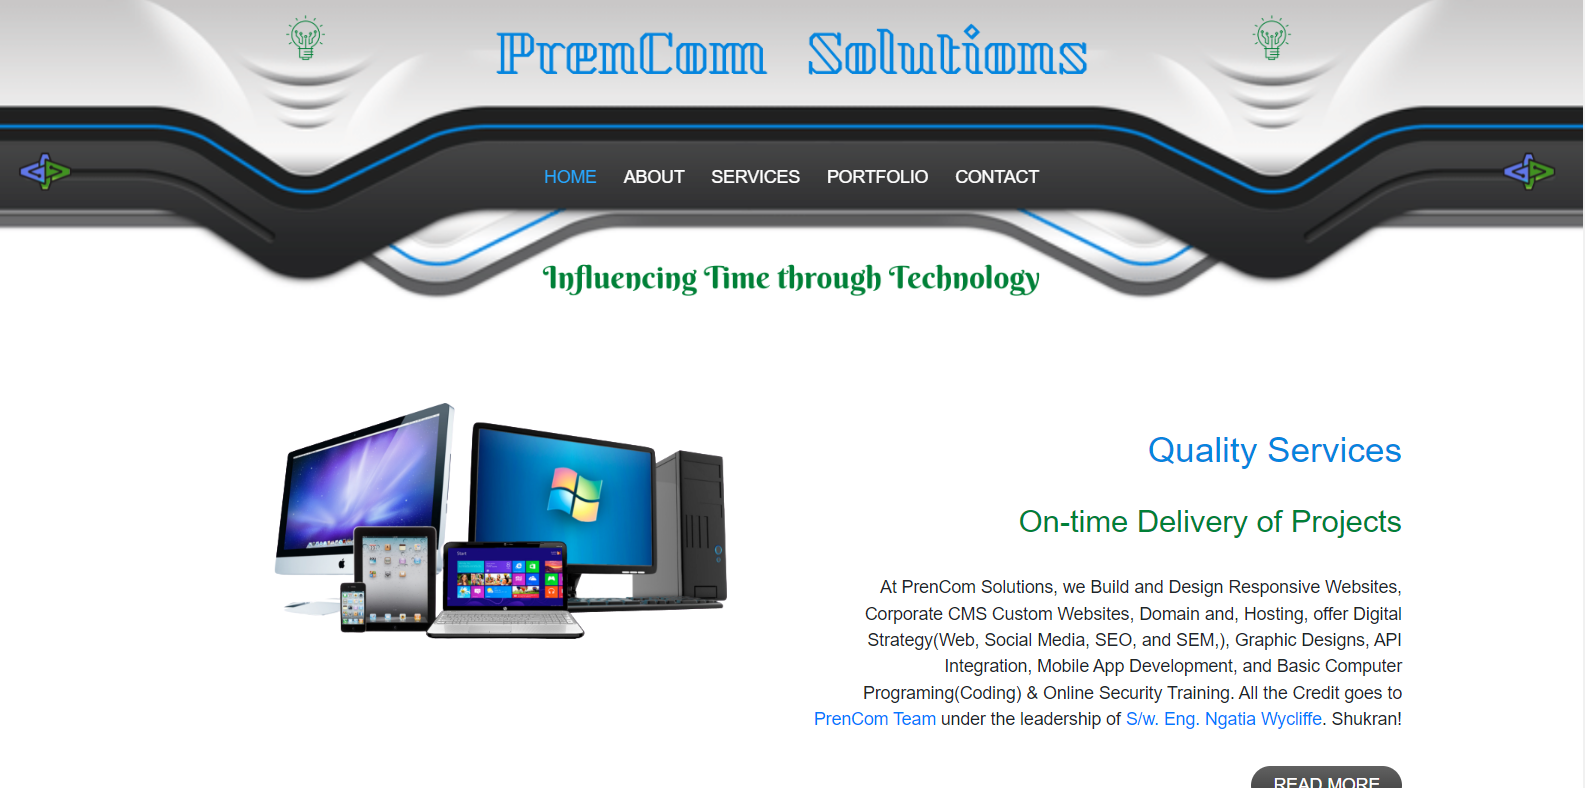 PrenCom Solutions
HOME ABOUT SERVICES PORTFOLIO CONTACT
Influencing Time through Technology
Quality Services
On-time Delivery of Projects
At PrenCom Solutions, we Build and Design Responsive Websites,
Corporate CMS Custom Websites, Domain and, Hosting, offer Digital
Strategy(Web, Social Media, SEO, and SEM,), Graphic Designs, API
Integration, Mobile App Development, and Basic Computer
Programing(Coding) & Online Security Training. All the Credit goes to
PrenCom Team under the leadership of S/w. Eng. Ngatia Wycliffe. Shukran!
READ MORE
Start